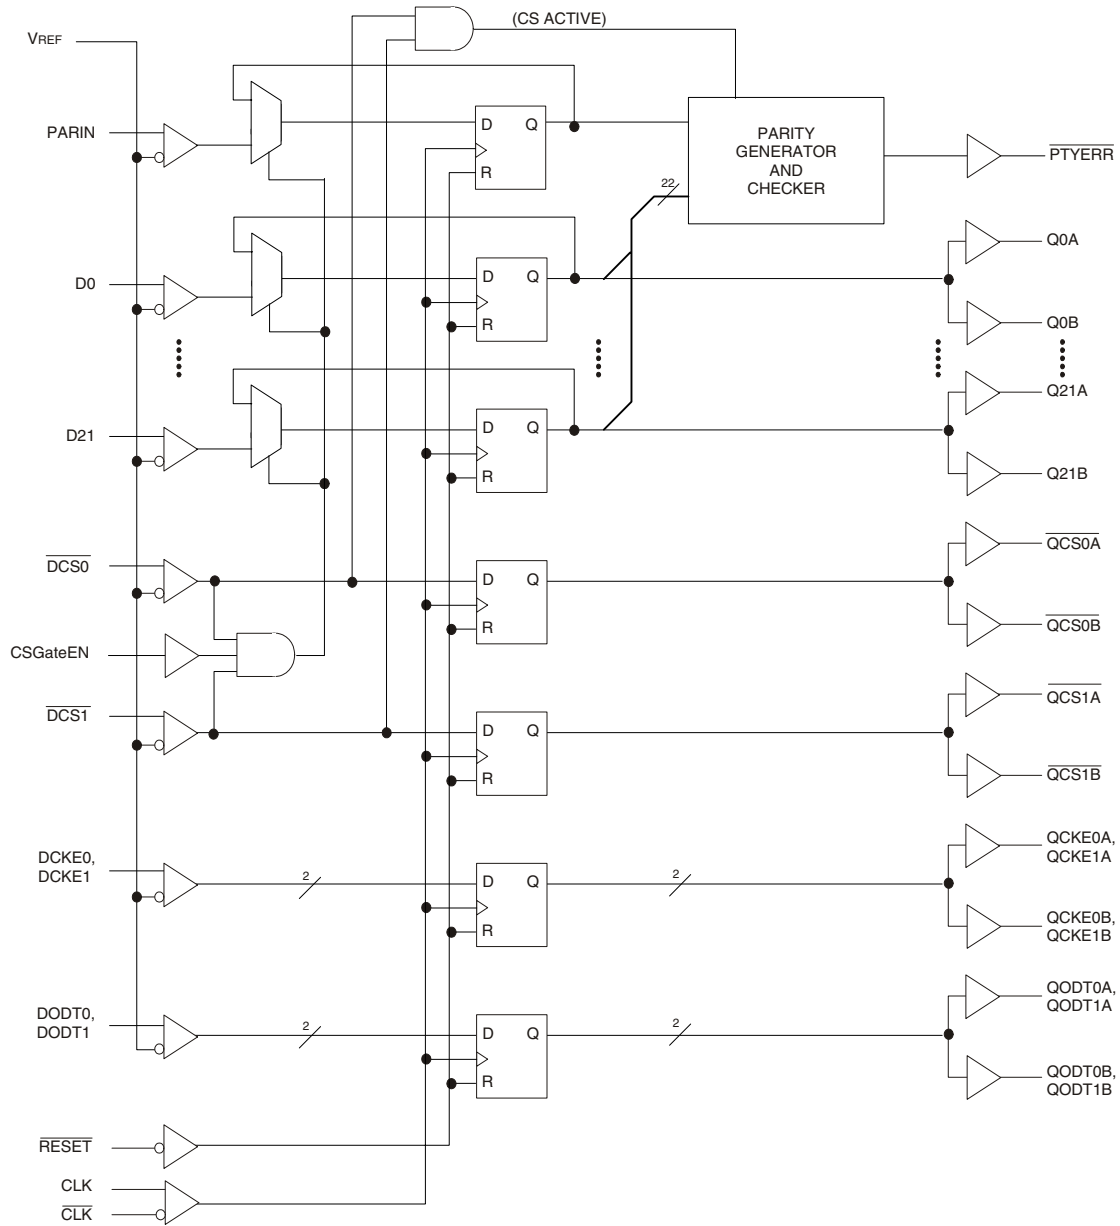 (CS ACTIVE)
VREF
PARIN
D Q
R
PARITY
GENERATOR
AND
CHECKER
PTYERR
22
D0
D Q
R
Q0A
Q0B
D21
D Q
R
Q21A
Q21B
DCS0
D Q
R
QCS0A
QCS0B
CSGateEN
DCS1
D Q
R
QCS1A
QCS1B
DCKE0,
DCKE1
2
D Q
R
2
QCKE0A,
QCKE1A
QCKE0B,
QCKE1B
DODT0,
DODT1
2
D Q
R
2
QODT0A,
QODT1A
QODT0B,
QODT1B
RESET
CLK
CLK